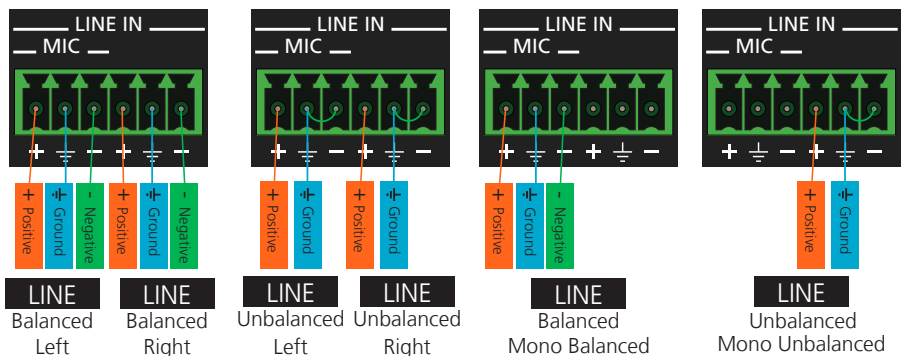 LINE IN LINE IN LINE IN LINE IN
MIC MIC MIC MIC
+ ⏚ - + ⏚ - + ⏚ - + ⏚ - + ⏚ - + ⏚ - + ⏚ - + ⏚ -
+ Positive
⏚ Ground
- Negative
+ Positive
⏚ Ground
- Negative
+ Positive
⏚ Ground
+ Positive
⏚ Ground
+ Positive
⏚ Ground
- Negative
+ Positive
⏚ Ground
LINE LINE LINE LINE LINE LINE
Balanced Balanced Unbalanced Unbalanced Balanced Unbalanced
Left Right Left Right Mono Balanced Mono Unbalanced